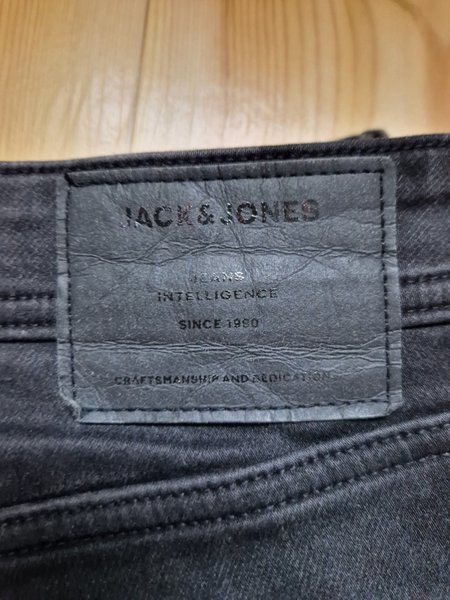 JACK&JONES
JEANS
INTELLIGENCE
SINCE 1990
CRAFTSMANSHIP AND DEDICATION